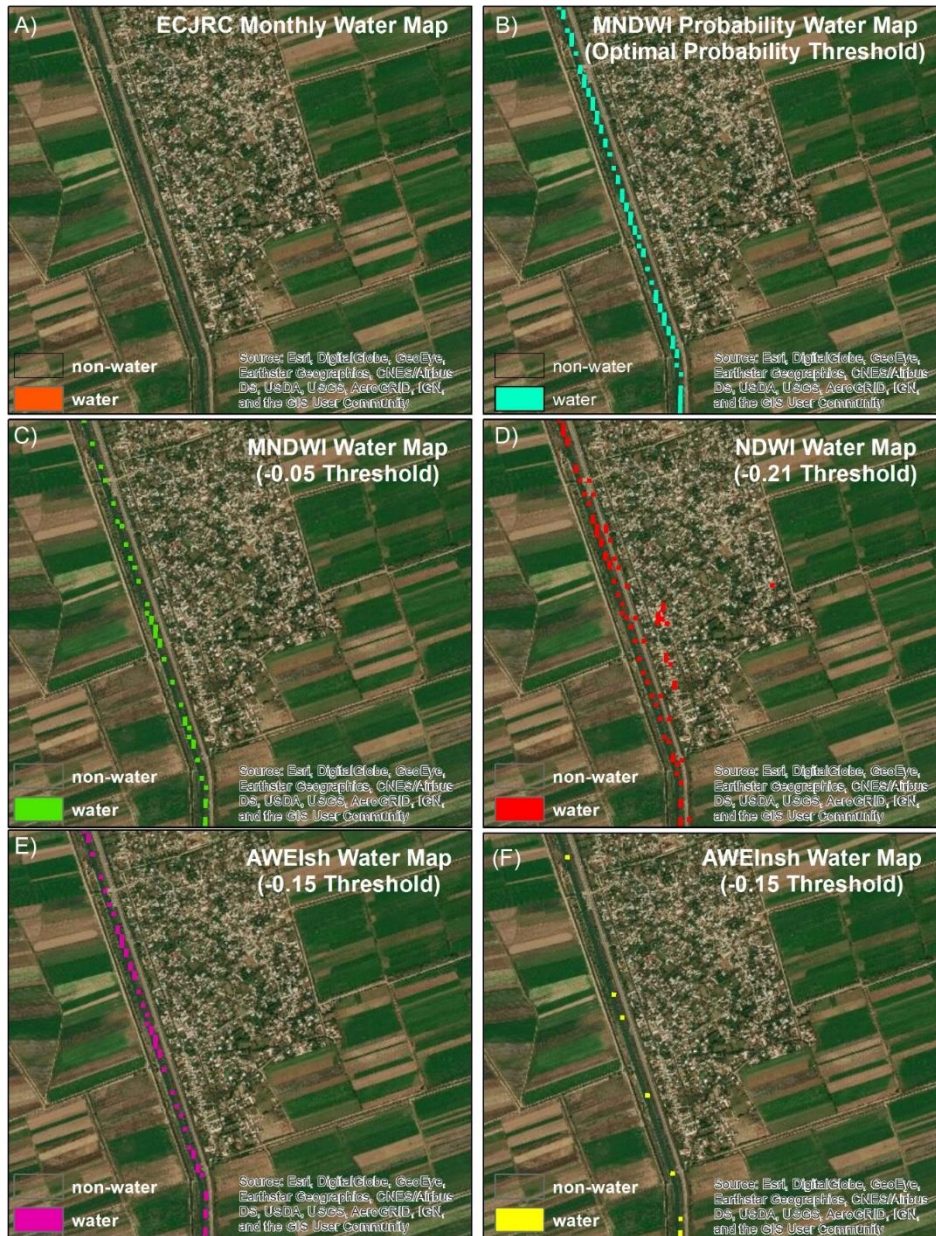 A)
ECJRC Monthly Water Map
non-water
water
Source: Esri, DigitalGlobe, GeoEye,
Earthstar Geographics, CNES/Airbus
DS, USDA, USGS, AeroGRID, IGN,
and the GIS User Community
B)
MNDWI Probability Water Map
(Optimal Probability Threshold)
non-water
water
Source: Esri, DigitalGlobe, GeoEye,
Earthstar Geographics, CNES/Airbus
DS, USDA, USGS, AeroGRID, IGN,
and the GIS User Community
C)
MNDWI Water Map
(-0.05 Threshold)
non-water
water
Source: Esri, DigitalGlobe, GeoEye,
Earthstar Geographics, CNES/Airbus
DS, USDA, USGS, AeroGRID, IGN,
and the GIS User Community
D)
NDWI Water Map
(-0.21 Threshold)
non-water
water
Source: Esri, DigitalGlobe, GeoEye,
Earthstar Geographics, CNES/Airbus
DS, USDA, USGS, AeroGRID, IGN,
and the GIS User Community
E)
AWEIsh Water Map
(-0.15 Threshold)
non-water
water
Source: Esri, DigitalGlobe, GeoEye,
Earthstar Geographics, CNES/Airbus
DS, USDA, USGS, AeroGRID, IGN,
and the GIS User Community
(F)
AWEInsh Water Map
(-0.15 Threshold)
non-water
water
Source: Esri, DigitalGlobe, GeoEye,
Earthstar Geographics, CNES/Airbus
DS, USDA, USGS, AeroGRID, IGN,
and the GIS User Community